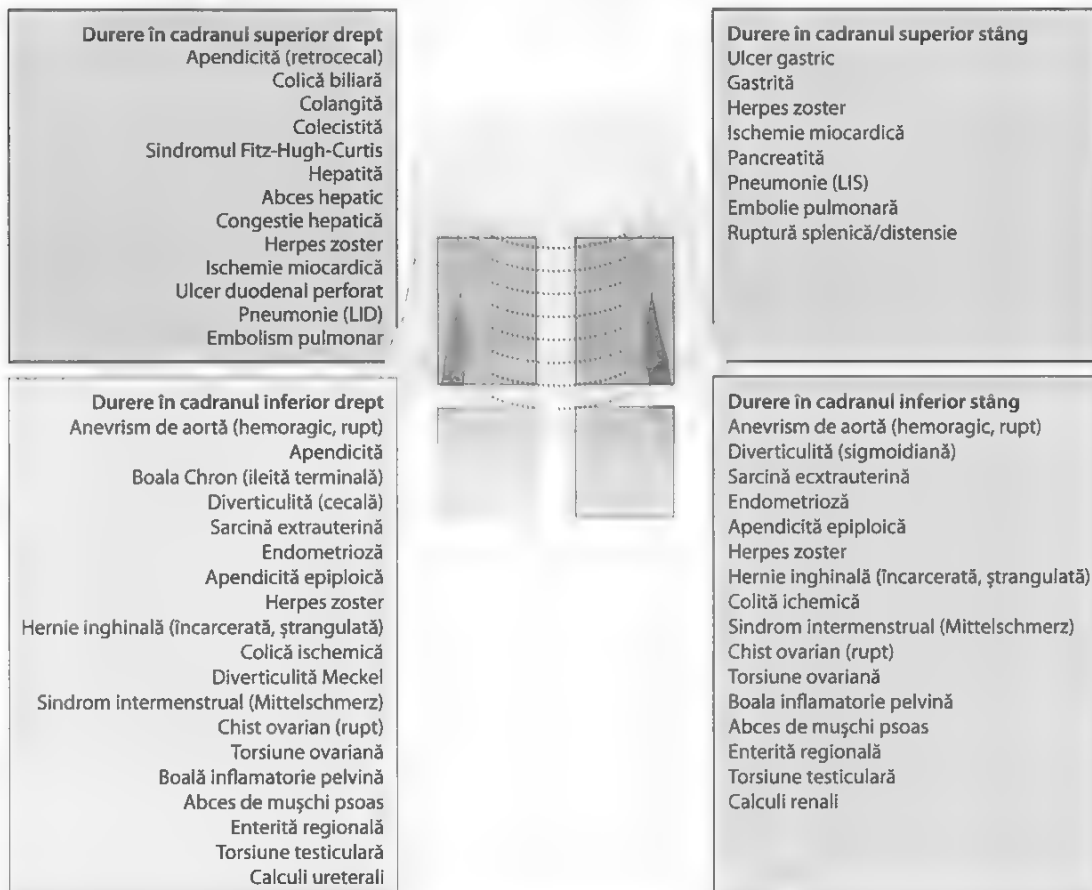 Durere în cadranul superior drept
Apendicită (retrocecal)
Colică biliară
Colangită
Colecistită
Sindromul Fitz-Hugh-Curtis
Hepatită
Abces hepatic
Congestie hepatică
Herpes zoster
Ischemie miocardică
Ulcer duodenal perforat
Pneumonie (LID)
Embolism pulmonar
Durere în cadranul superior stâng
Ulcer gastric
Gastrită
Herpes zoster
Ischemie miocardică
Pancreatită
Pneumonie (LIS)
Embolie pulmonară
Ruptură splenică/distensie
Durere în cadranul inferior drept
Anevrism de aortă (hemoragic, rupt)
Apendicită
Boala Chron (ileită terminală)
Diverticulită (cecală)
Sarcină extrauterină
Endometrioză
Apendicită epiploică
Herpes zoster
Hernie inghinală (încarcerată, ștrangulată)
Colică ischemică
Diverticulită Meckel
Sindrom intermenstrual (Mittelschmerz)
Chist ovarian (rupt)
Torsiune ovariană
Boală inflamatorie pelvină
Abces de mușchi psoas
Enterită regională
Torsiune testiculară
Calculi ureterali
Durere în cadranul inferior stâng
Anevrism de aortă (hemoragic, rupt)
Diverticulită (sigmoidiană)
Sarcină ecxtrauterină
Endometrioză
Apendicită epiploică
Herpes zoster
Hernie inghinală (încarcerată, ștrangulată)
Colită ichemică
Sindrom intermenstrual (Mittelschmerz)
Chist ovarian (rupt)
Torsiune ovariană
Boala inflamatorie pelvină
Abces de mușchi psoas
Enterită regională
Torsiune testiculară
Calculi renali